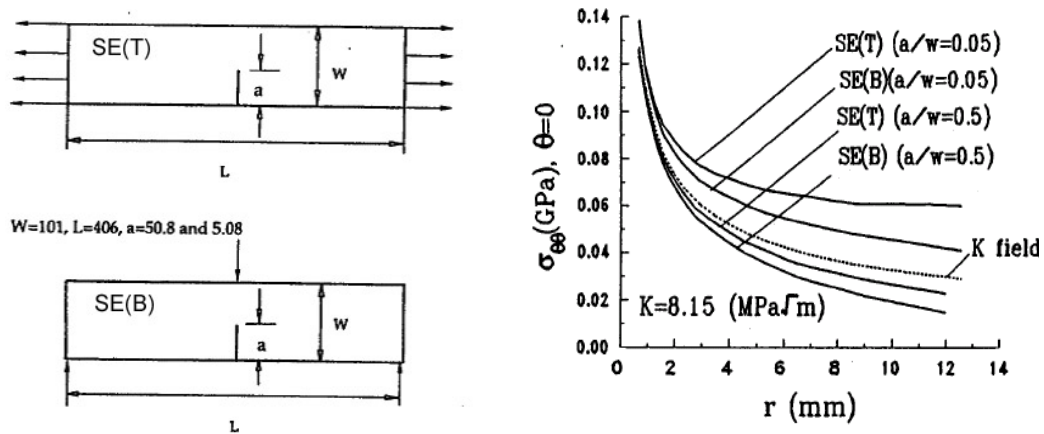 SE(T)
W
a
L
W=101, L=406, a=50.8 and 5.08
SE(B)
W
a
L
0.14
0.12
0.10
0.08
0.06
0.04
0.02
0.00
σθθ(GPa), θ=0
SE(T) (a/w=0.05)
SE(B)(a/w=0.05)
SE(T) (a/w=0.5)
SE(B) (a/w=0.5)
K field
K=8.15 (MPa√m)
0 2 4 6 8 10 12 14
r (mm)